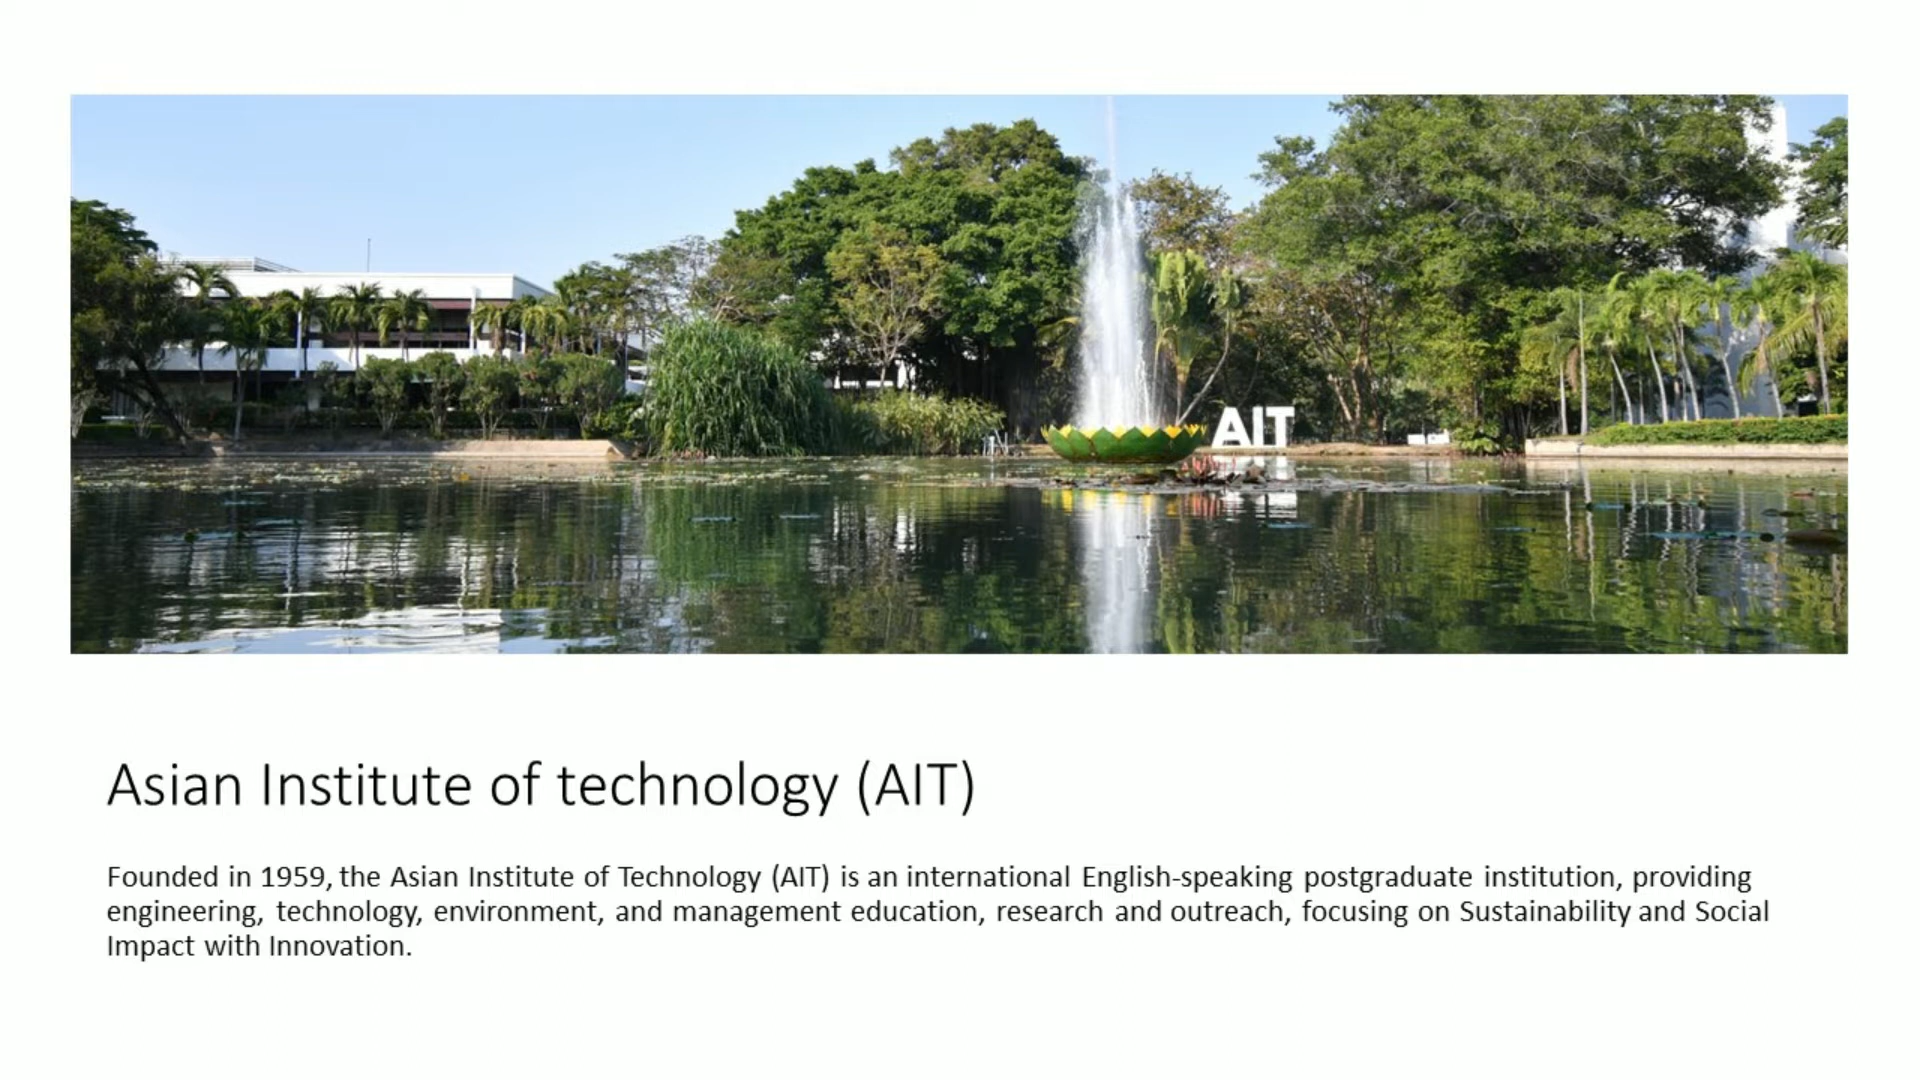 AIT
Asian Institute of technology (AIT)
Founded in 1959, the Asian Institute of Technology (AIT) is an international English-speaking postgraduate institution, providing
engineering, technology, environment, and management education, research and outreach, focusing on Sustainability and Social
Impact with Innovation.